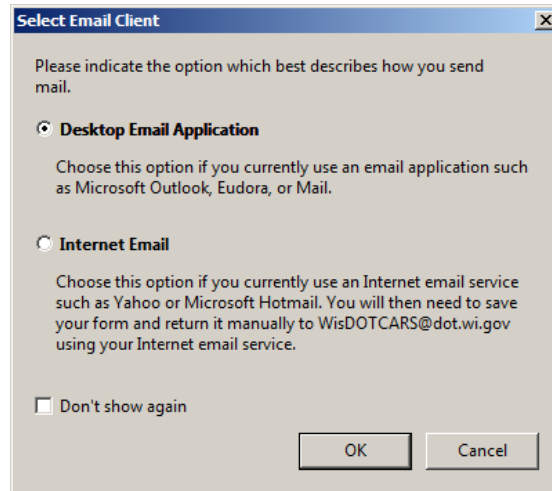 Select Email Client
Please indicate the option which best describes how you send
mail.
Desktop Email Application
Choose this option if you currently use an email application such
as Microsoft Outlook, Eudora, or Mail.
Internet Email
Choose this option if you currently use an Internet email service
such as Yahoo or Microsoft Hotmail. You will then need to save
your form and return it manually to WisDOTCARS@dot.wi.gov
using your Internet email service.
Don't show again
OK Cancel